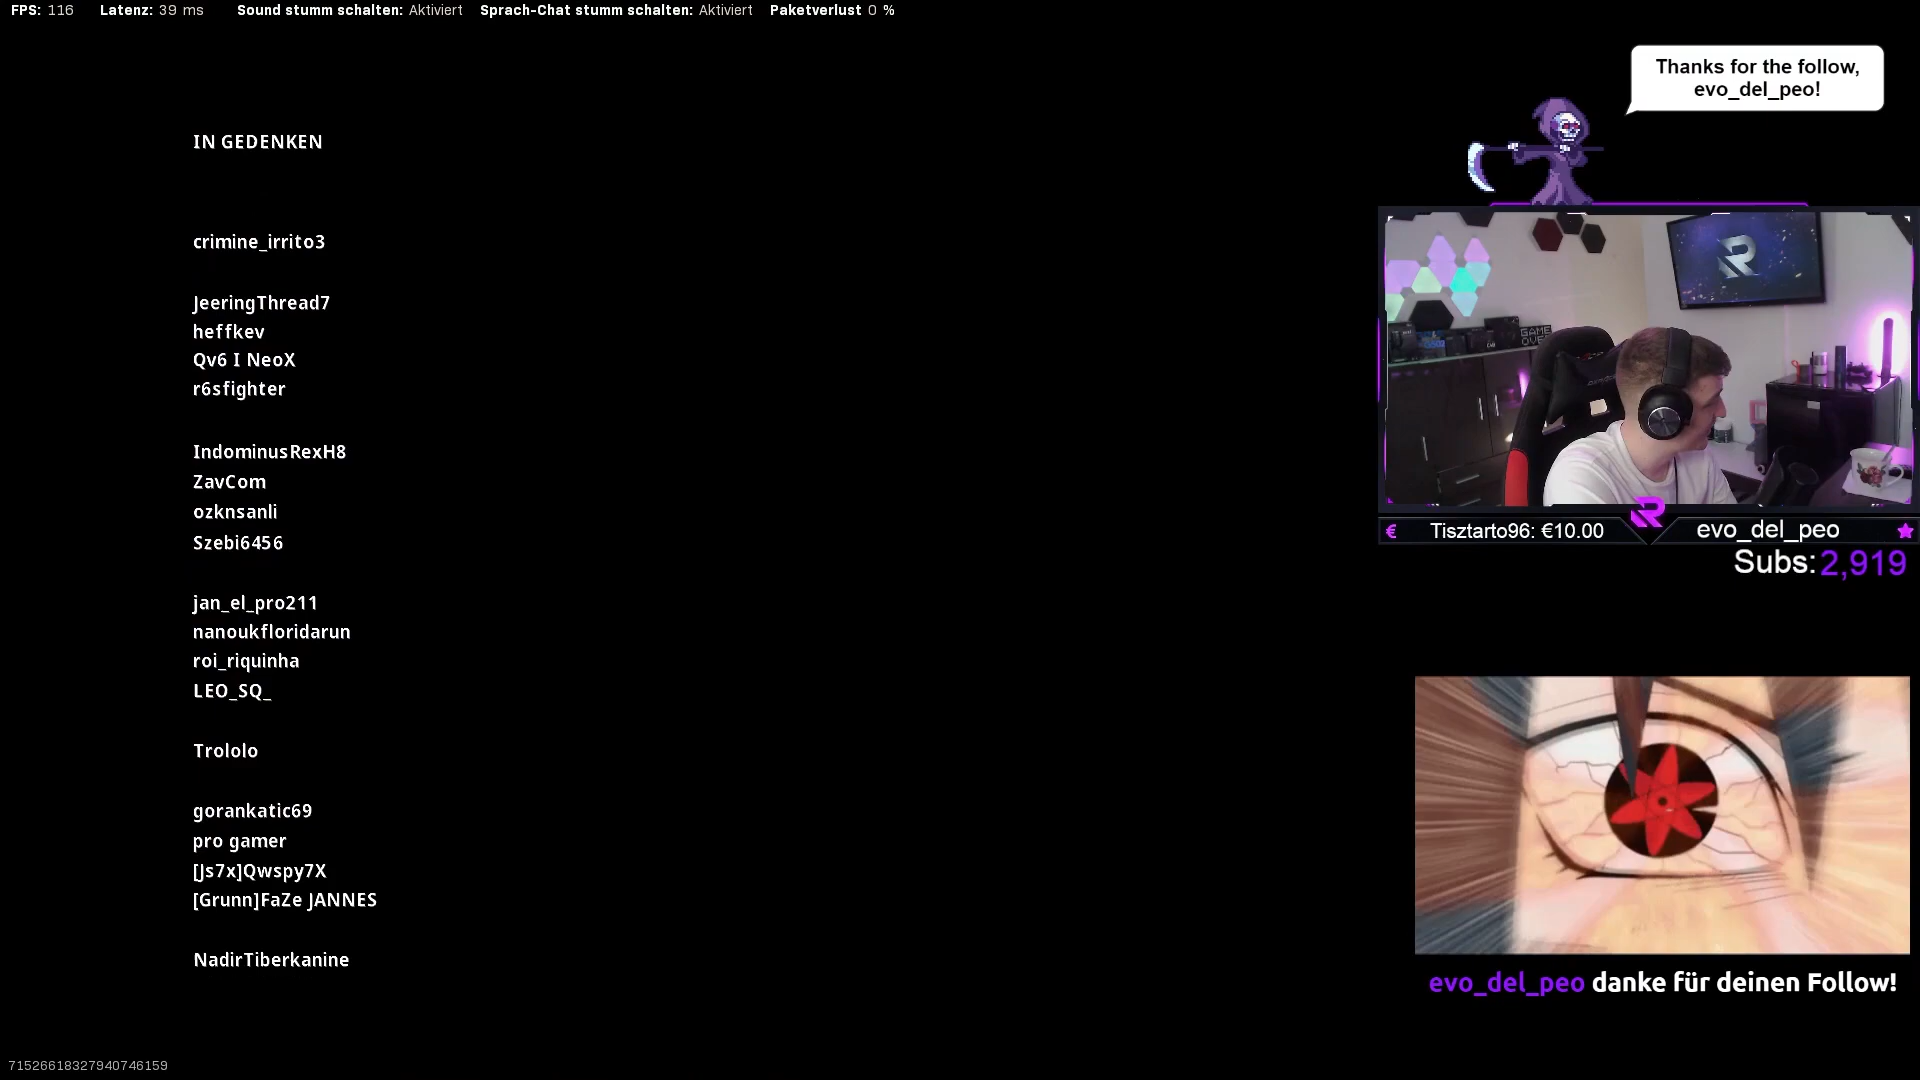 FPS: 116 Latenz: 39 ms Sound stumm schalten: Aktiviert Sprach-Chat stumm schalten: Aktiviert Paketverlust 0 %
Thanks for the follow,
evo_del_peo!
IN GEDENKEN
crimine_irrito3
JeeringThread7
heffkev
Qv6 I NeoX
r6sfighter
IndominusRexH8
ZavCom
ozknsanli
Szebi6456
jan_el_pro211
nanoukfloridarun
roi_riquinha
LEO_SQ_
Trololo
gorankatic69
pro gamer
[Js7x]Qwspy7X
[Grunn]FaZe JANNES
NadirTiberkanine
GAME
OVER
€ Tisztarto96: €10.00 evo_del_peo
Subs: 2,919
evo_del_peo danke für deinen Follow!
71526618327940746159